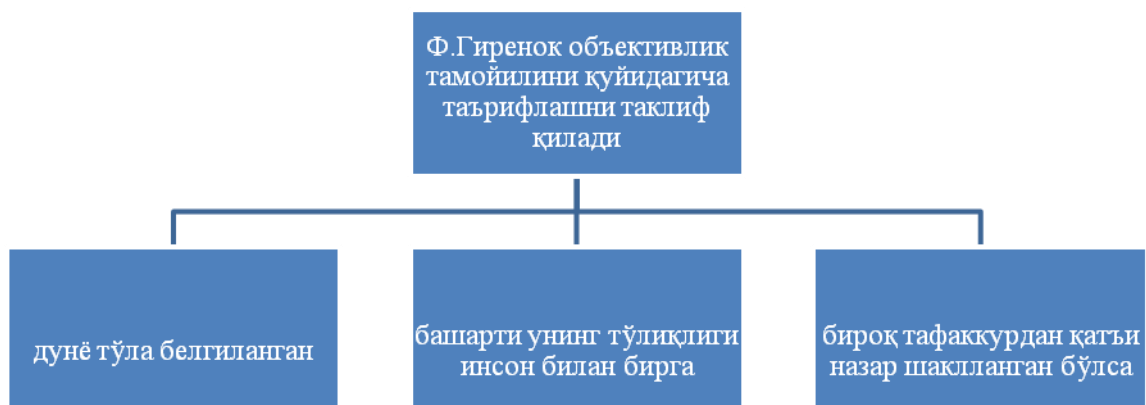 Ф.Гиренок объективлик
тамойилини қуйидагича
таърифлашни таклиф
қилади
дунё тўла белгиланган
башарти унинг тўлиқлиги
инсон билан бирга
бироқ тафаккурдан қатъи
назар шаклланган бўлса